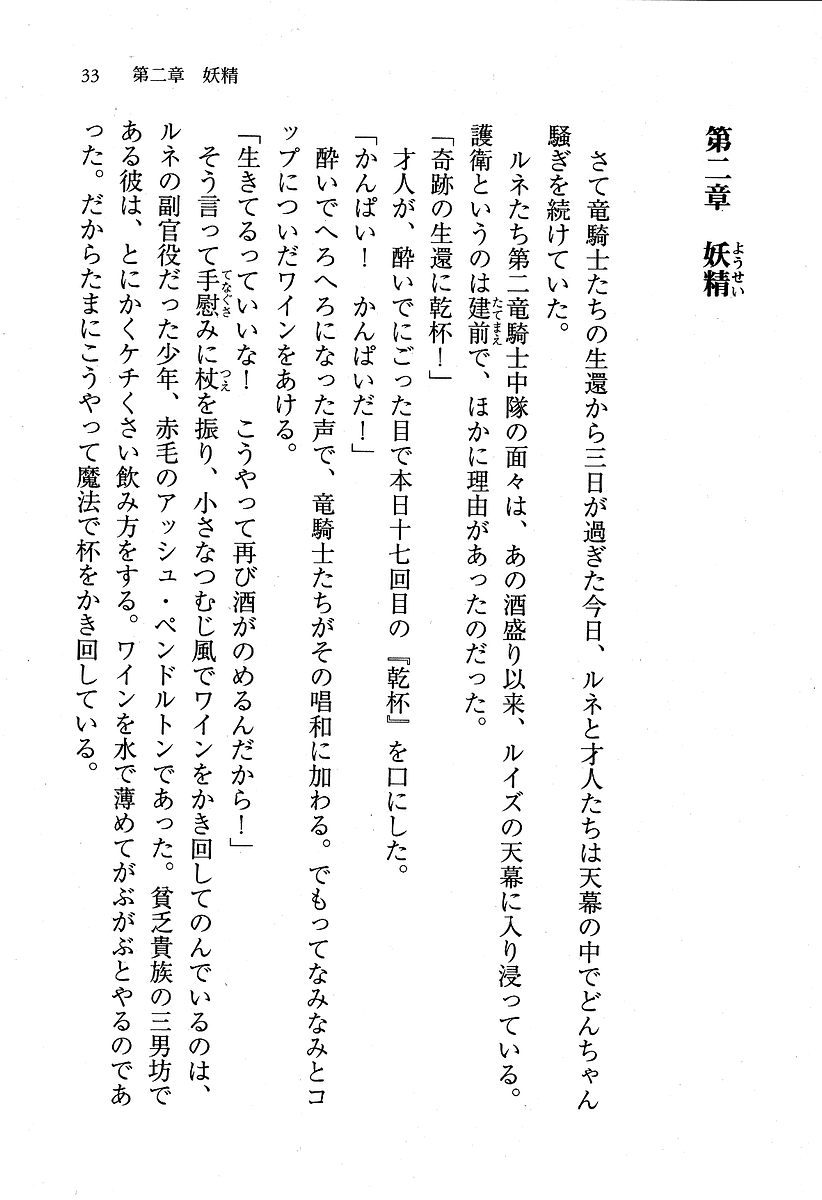 33　第二章　妖精
第二章　妖精
ようせい
さて竜騎士たちの生還から三日が過ぎた今日、ルネと才人たちは天幕の中でどんちゃん
騒ぎを続けていた。
ルネたち第二竜騎士中隊の面々は、あの酒盛り以来、ルイズの天幕に入り浸っている。
護衛というのは建前で、ほかに理由があったのだった。
たてまえ
「奇跡の生還に乾杯！」
才人が、酔いでにごった目で本日十七回目の『乾杯』を口にした。
「かんぱい！　かんぱいだ！」
酔いでへろへろになった声で、竜騎士たちがその唱和に加わる。でもってなみなみとコ
ップについだワインをあける。
「生きてるっていいな！　こうやって再び酒がのめるんだから！」
そう言って手慰みに杖を振り、小さなつむじ風でワインをかき回してのんでいるのは、
てなぐさ
つえ
ルネの副官役だった少年、赤毛のアッシュ・ペンドルトンであった。貧乏貴族の三男坊で
ある彼は、とにかくケチくさい飲み方をする。ワインを水で薄めてがぶがぶとやるのであ
った。だからたまにこうやって魔法で杯をかき回している。